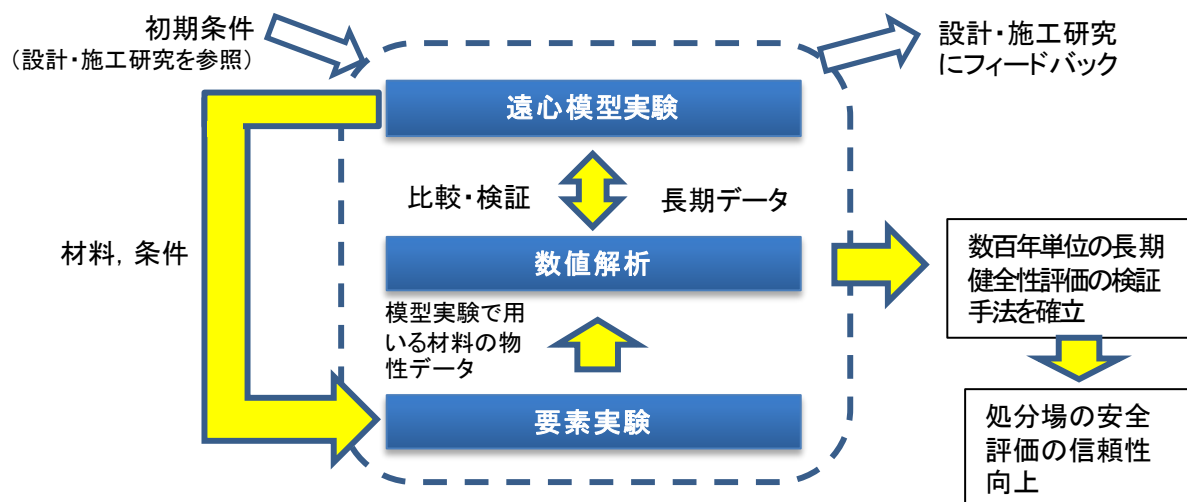 初期条件
(設計・施工研究を参照)
設計・施工研究
にフィードバック
遠心模型実験
比較・検証
長期データ
材料, 条件
数値解析
数百年単位の長期
健全性評価の検証
手法を確立
模型実験で用
いる材料の物
性データ
要素実験
処分場の安全
評価の信頼性
向上